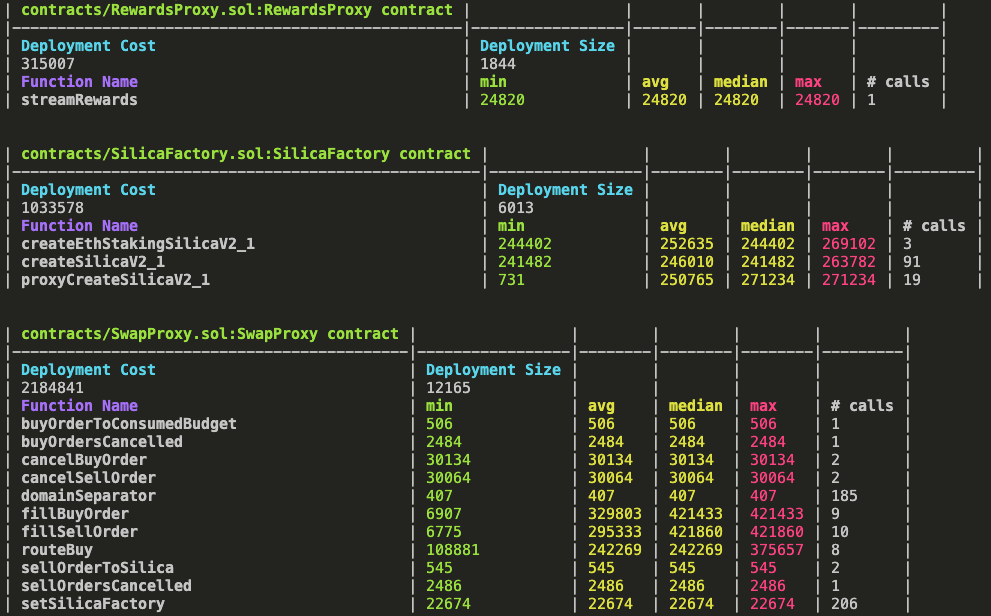 | contracts/RewardsProxy.sol:RewardsProxy contract | | | | | |
|--------------------------------------------------|-----------------|-------|--------|-------|---------|
| Deployment Cost | Deployment Size | | | | |
| 315007 | 1844 | | | | |
| Function Name | min | avg | median | max | # calls |
| streamRewards | 24820 | 24820 | 24820 | 24820 | 1 |
| contracts/SilicaFactory.sol:SilicaFactory contract | | | | | |
|----------------------------------------------------|-----------------|--------|--------|--------|---------|
| Deployment Cost | Deployment Size | | | | |
| 1033578 | 6013 | | | | |
| Function Name | min | avg | median | max | # calls |
| createEthStakingSilicaV2_1 | 244402 | 252635 | 244402 | 269102 | 3 |
| createSilicaV2_1 | 241482 | 246010 | 241482 | 263782 | 91 |
| proxyCreateSilicaV2_1 | 731 | 250765 | 271234 | 271234 | 19 |
| contracts/SwapProxy.sol:SwapProxy contract | | | | | |
|--------------------------------------------|-----------------|--------|--------|--------|---------|
| Deployment Cost | Deployment Size | | | | |
| 2184841 | 12165 | | | | |
| Function Name | min | avg | median | max | # calls |
| buyOrderToConsumedBudget | 506 | 506 | 506 | 506 | 1 |
| buyOrdersCancelled | 2484 | 2484 | 2484 | 2484 | 1 |
| cancelBuyOrder | 30134 | 30134 | 30134 | 30134 | 2 |
| cancelSellOrder | 30064 | 30064 | 30064 | 30064 | 2 |
| domainSeparator | 407 | 407 | 407 | 407 | 185 |
| fillBuyOrder | 6907 | 329803 | 421433 | 421433 | 9 |
| fillSellOrder | 6775 | 295333 | 421860 | 421860 | 10 |
| routeBuy | 108881 | 242269 | 242269 | 375657 | 8 |
| sellOrderToSilica | 545 | 545 | 545 | 545 | 2 |
| sellOrdersCancelled | 2486 | 2486 | 2486 | 2486 | 1 |
| setSilicaFactory | 22674 | 22674 | 22674 | 22674 | 206 |